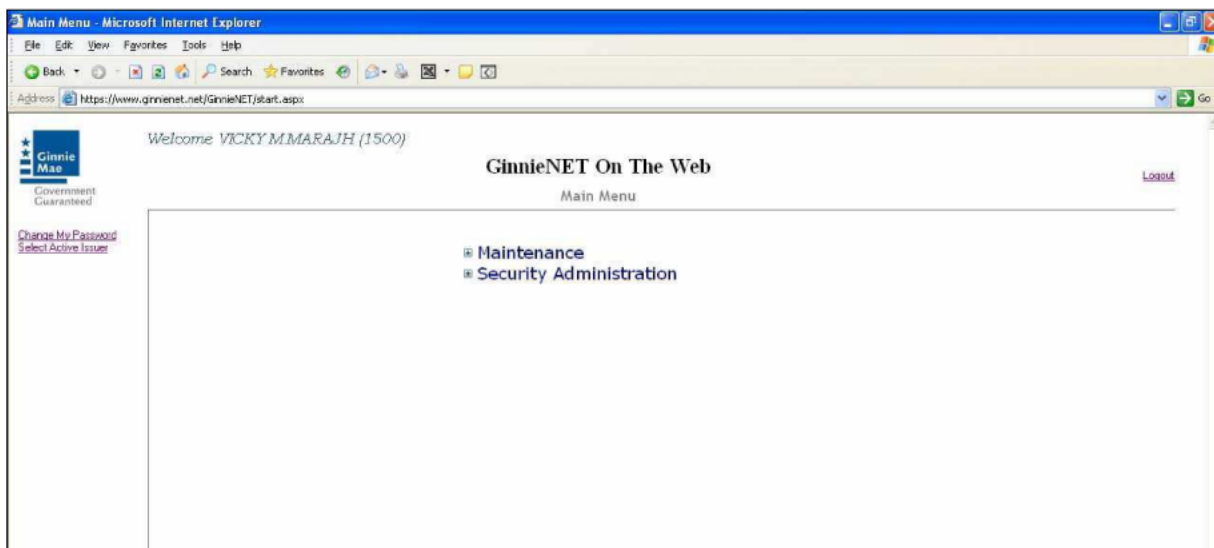 Main Menu - Microsoft Internet Explorer
File Edit View Favorites Tools Help
Back Search Favorites
Address https://www.ginnienet.net/GinnieNET/start.aspx Go
Welcome VICKY M.MARAJH (1500)
Ginnie
Mae
Government
Guaranteed
GinnieNET On The Web
Logout
Main Menu
Change My Password
Select Active Issuer
Maintenance
Security Administration